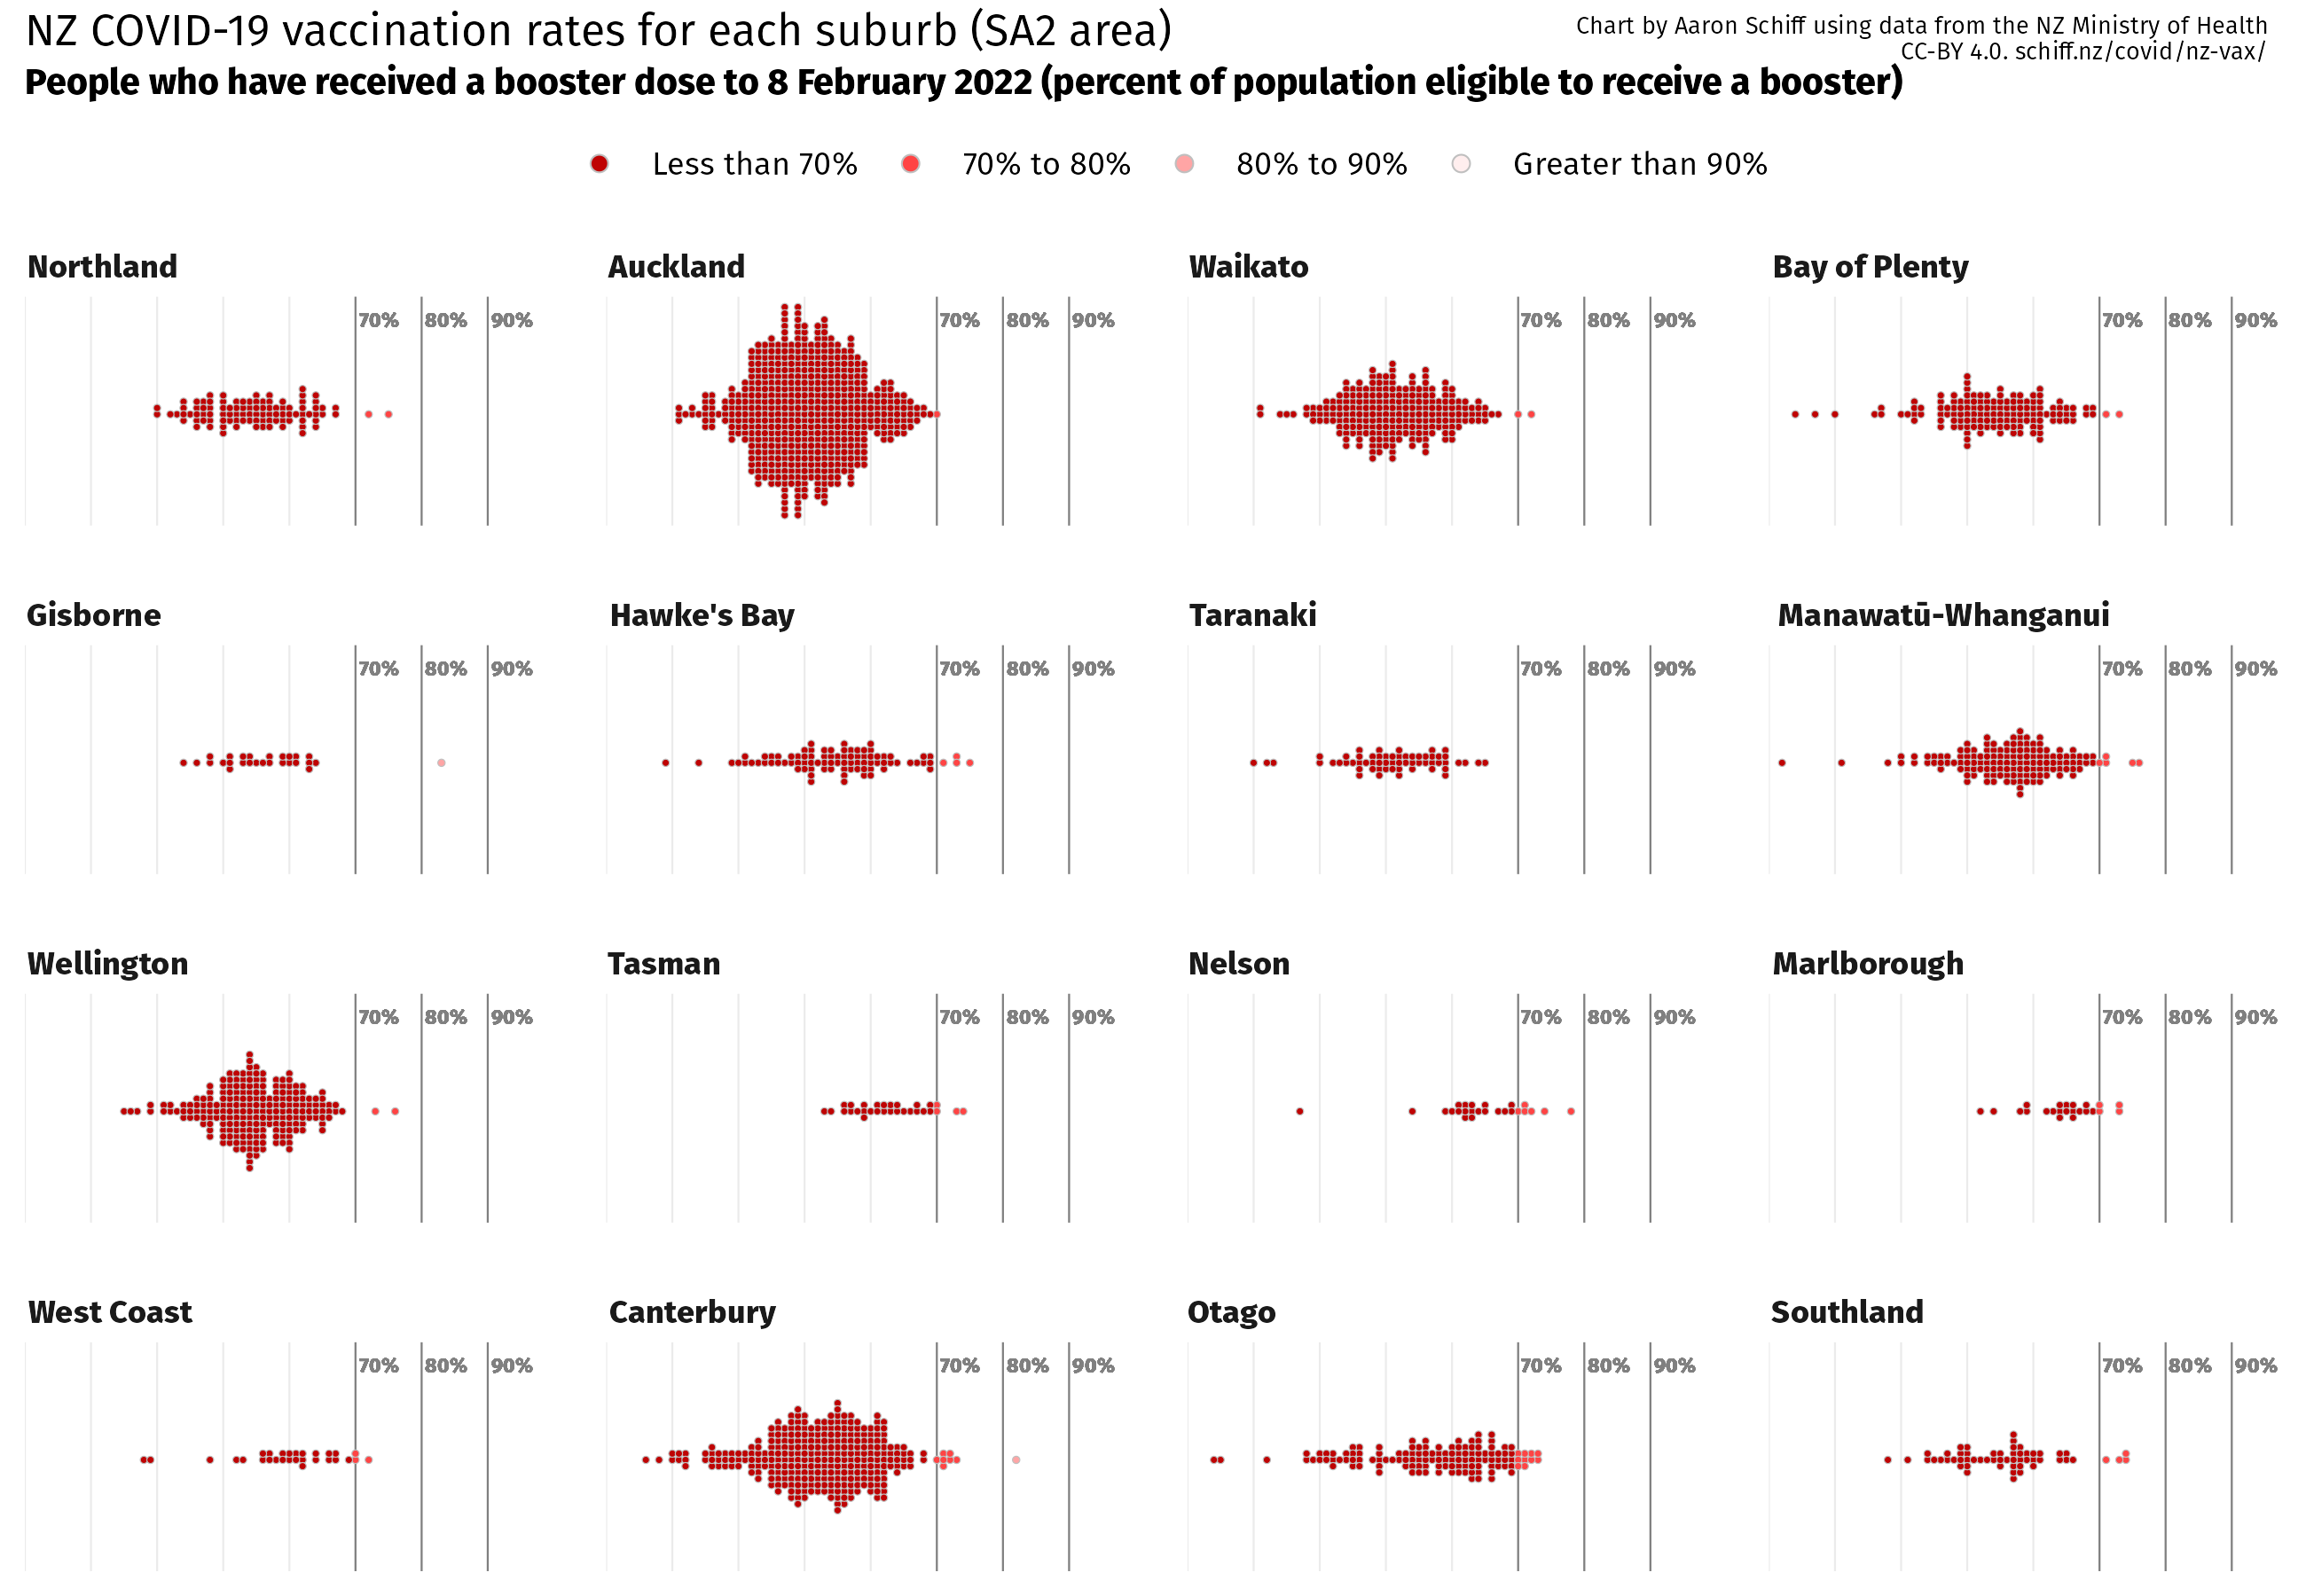 NZ COVID-19 vaccination rates for each suburb (SA2 area)
Chart by Aaron Schiff using data from the NZ Ministry of Health
CC-BY 4.0. schiff.nz/covid/nz-vax/
People who have received a booster dose to 8 February 2022 (percent of population eligible to receive a booster)
Less than 70% 70% to 80% 80% to 90% Greater than 90%
Northland Auckland Waikato Bay of Plenty
70% 80% 90% 70% 80% 90% 70% 80% 90% 70% 80% 90%
Gisborne Hawke's Bay Taranaki Manawatū-Whanganui
70% 80% 90% 70% 80% 90% 70% 80% 90% 70% 80% 90%
Wellington Tasman Nelson Marlborough
70% 80% 90% 70% 80% 90% 70% 80% 90% 70% 80% 90%
West Coast Canterbury Otago Southland
70% 80% 90% 70% 80% 90% 70% 80% 90% 70% 80% 90%